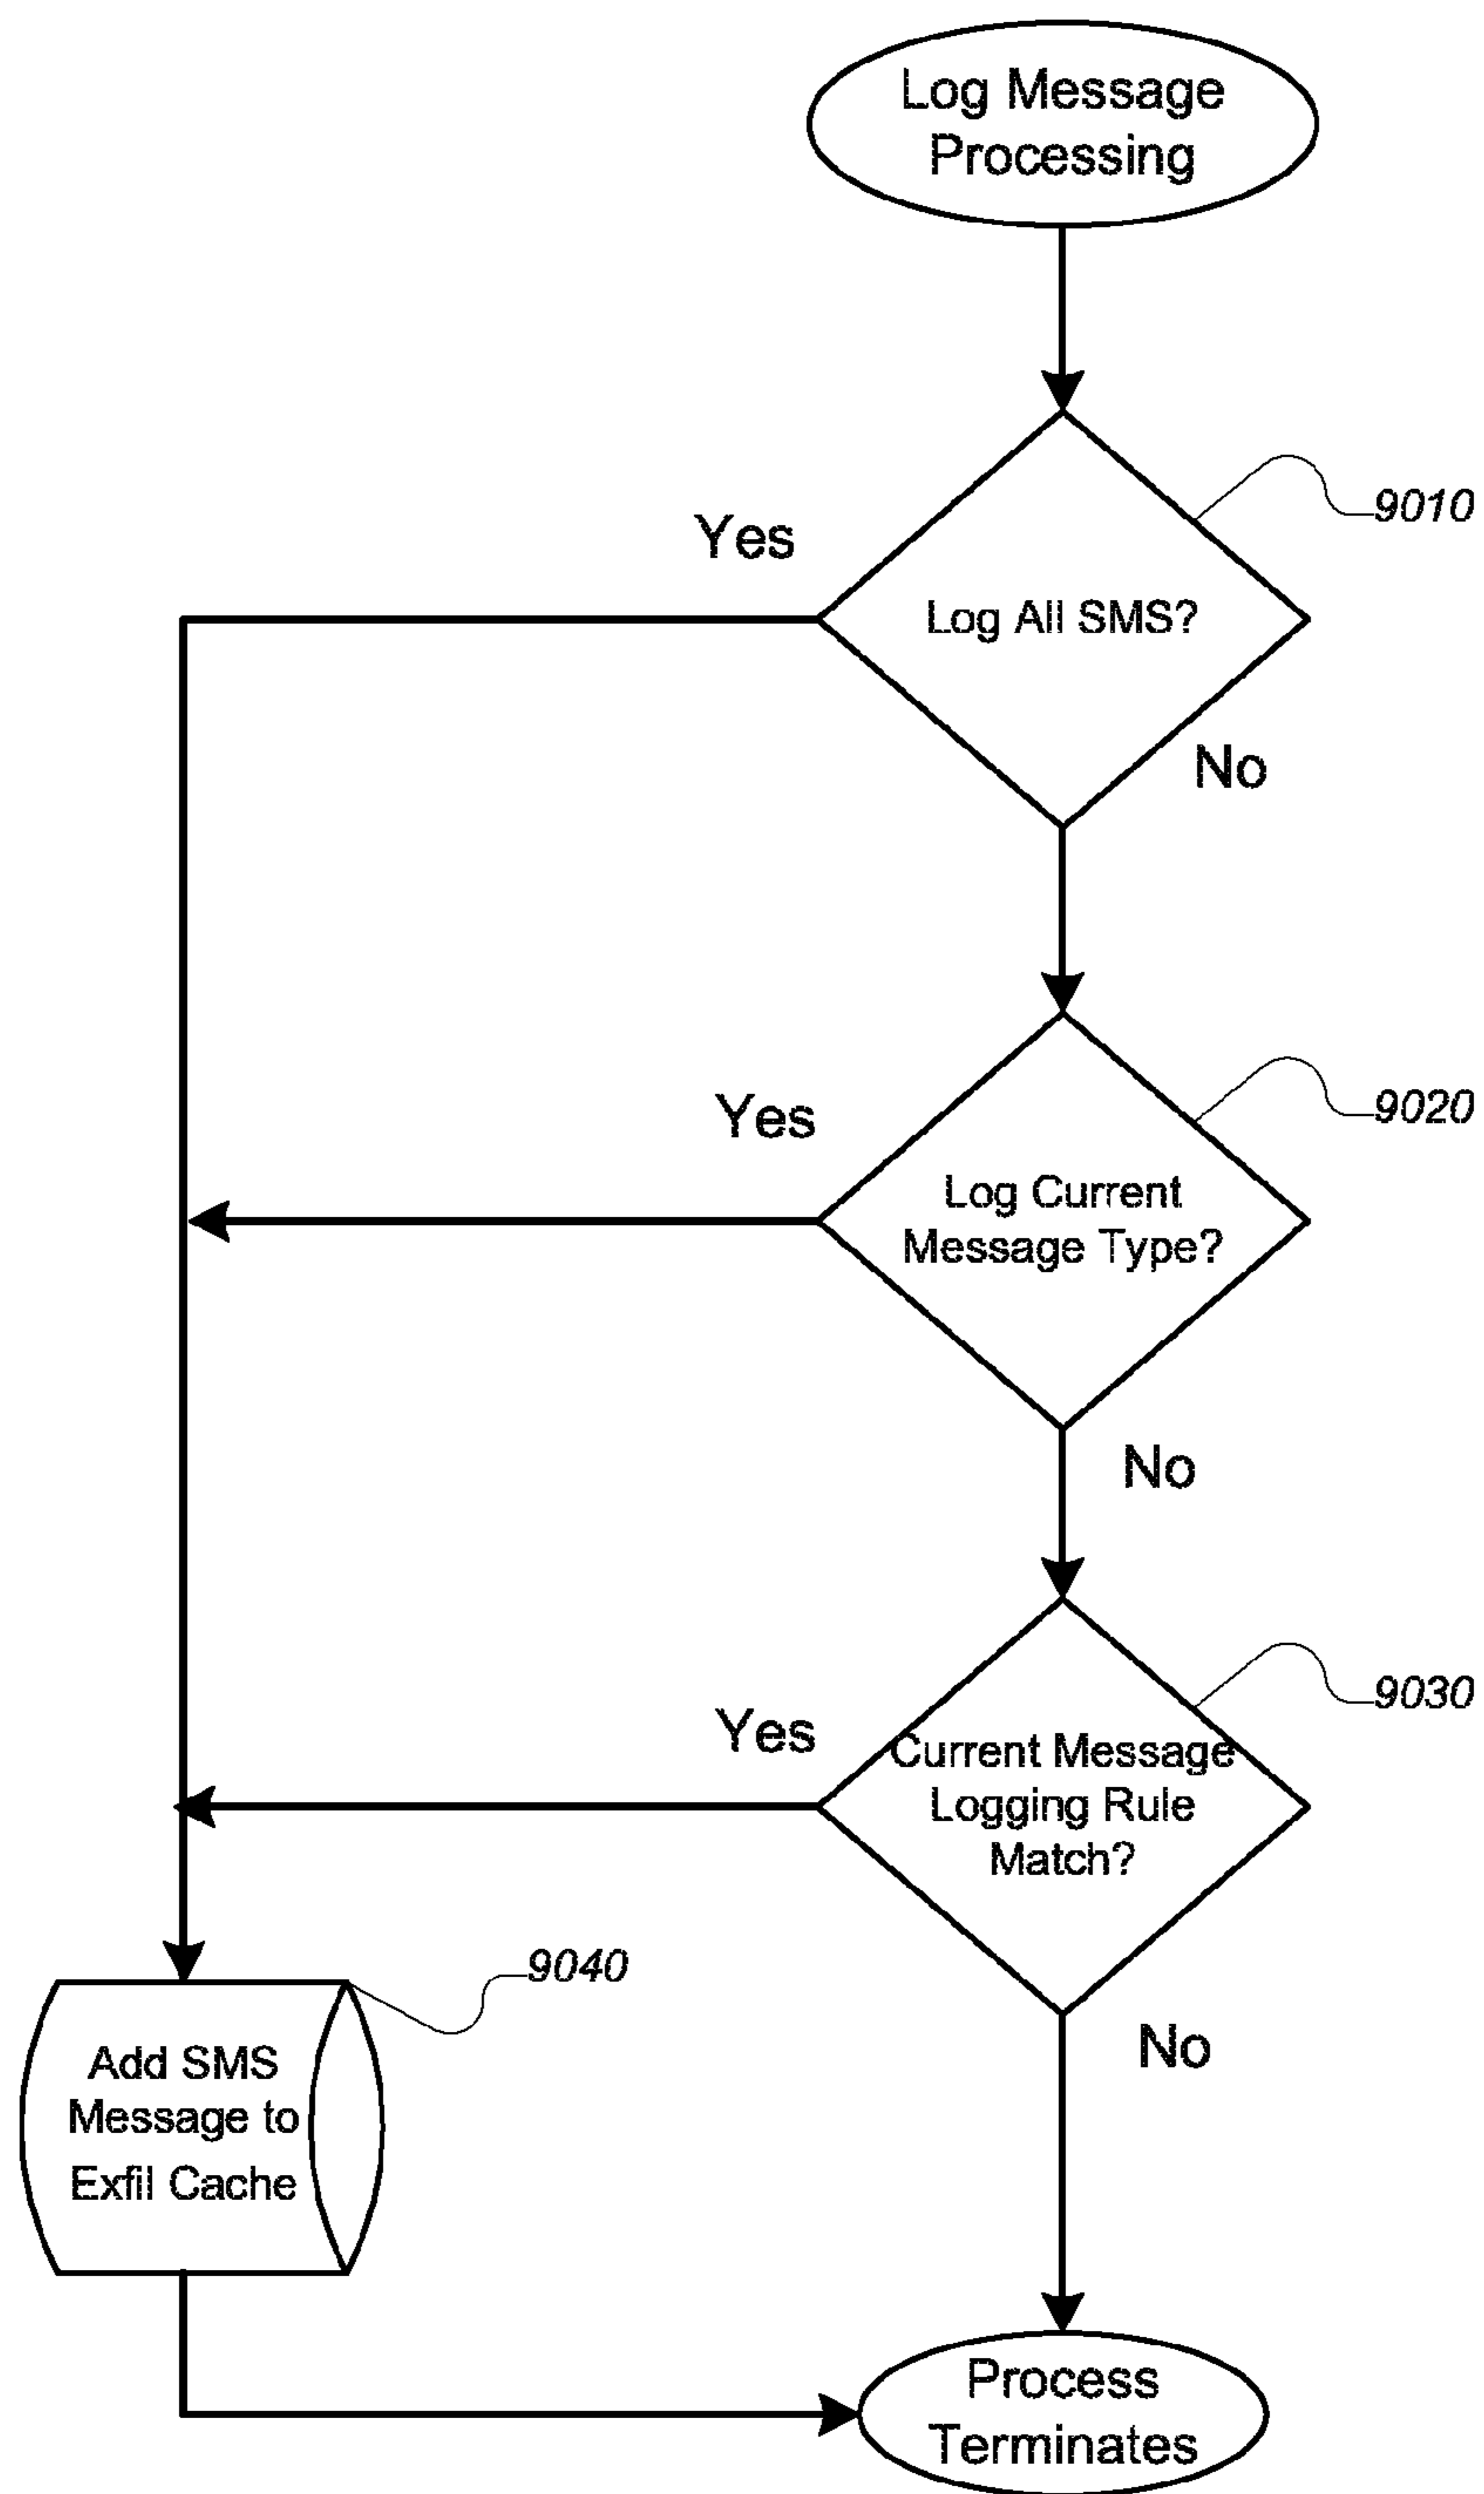 Log Message
Processing
9010
Yes
Log All SMS?
No
9020
Yes
Log Current
Message Type?
No
9030
Yes
Current Message
Logging Rule
Match?
No
9040
Add SMS
Message to
Exfil Cache
Process
Terminates